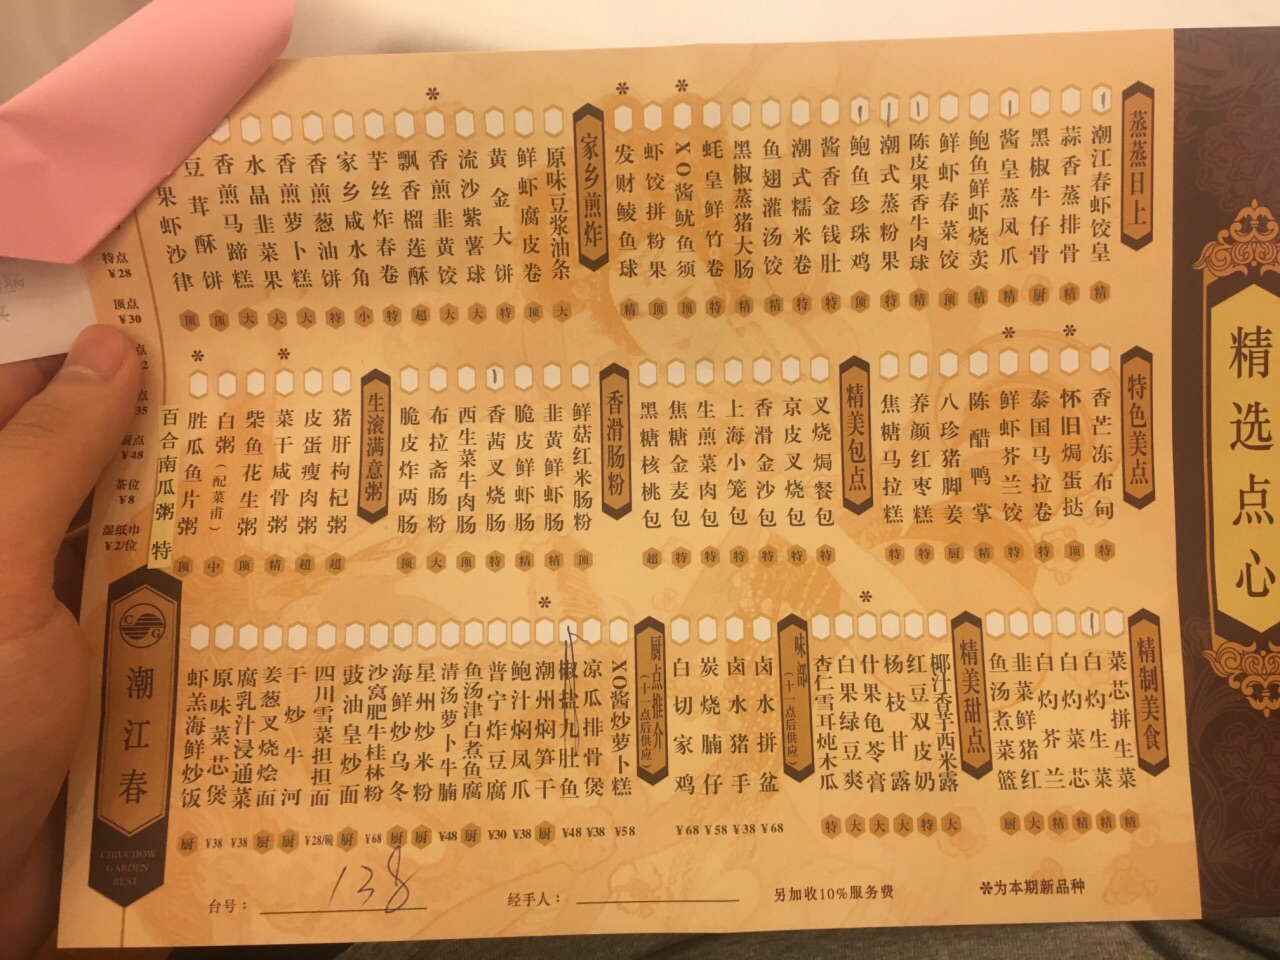 精选点心
蒸蒸日上
潮江春虾饺皇 精
蒜香蒸排骨 精
黑椒牛仔骨 厨
酱皇蒸凤爪 精
鲍鱼鲜虾烧卖 精
鲜虾春菜饺 顶
陈皮果香牛肉球 特
潮式蒸粉果 特
鲍鱼珍珠鸡 顶
酱香金钱肚 特
潮式糯米卷 特
鱼翅灌汤饺 特
黑椒蒸猪大肠 精
蚝皇鲜竹卷 特
XO酱鱿鱼须 顶
虾饺拼粉果 顶
发财鲮鱼球 精
家乡煎炸
原味豆浆油条 大
鲜虾腐皮卷 顶
黄金大饼 特
流沙紫薯球 大
香煎韭黄饺 大
飘香榴莲酥 超
芋丝炸春卷 特
家乡咸水角 小
香煎葱油饼 特
香煎萝卜糕 大
水晶韭菜果 大
香煎马蹄糕 大
豆茸酥饼 顶
果虾沙律 顶
特点
¥28
顶点
¥30
点
2
点
35
厨点
¥48
茶位
¥8
湿纸巾
¥2/位
特色美点
香芒冻布甸 特
怀旧焗蛋挞 顶
泰国马拉卷 特
鲜虾芥兰饺 特
陈醋鸭掌 特
八珍猪脚姜 厨
养颜红枣糕 特
焦糖马拉糕 特
精美包点
叉烧焗餐包 特
京皮叉烧包 特
香滑金沙包 特
上海小笼包 特
生煎菜肉包 特
焦糖金麦包 特
黑糖核桃包 超
香滑肠粉
鲜菇红米肠粉 顶
韭黄鲜虾肠 精
脆皮鲜虾肠 精
香茜叉烧肠 特
西生菜牛肉肠 顶
布拉斋肠粉 大
脆皮炸两肠 顶
生滚满意粥
猪肝枸杞粥 超
皮蛋瘦肉粥 超
菜干咸骨粥 精
柴鱼花生粥 顶
白粥(配菜甫) 中
胜瓜鱼片粥 顶
百合南瓜粥 特
精制美食
菜芯拼生菜 精
白灼生菜 精
白灼菜芯 精
白灼芥兰 精
韭菜鲜猪红 大
鱼汤煮菜篮 厨
精美甜点
椰汁香芋西米露 大
红豆双皮奶 特
杨枝甘露 大
什果龟苓膏 大
白果绿豆爽 大
杏仁雪耳炖木瓜 特
味部(十一点后供应)
卤水拼盆 ¥68
卤水猪手 ¥38
炭烧腩仔 ¥58
白切家鸡 ¥68
厨点推介(十一点后供应)
XO酱炒萝卜糕 ¥58
凉瓜排骨煲 ¥38
椒盐九肚鱼 ¥48
潮州焖笋干 厨
鲍汁焖凤爪 ¥38
普宁炸豆腐 ¥30
鱼汤津白煮鱼腐 厨
清汤萝卜牛腩 ¥48
星州炒米粉 厨
海鲜炒乌冬 厨
沙窝肥牛桂林粉 ¥68
豉油皇炒面 厨
四川雪菜担担面 ¥28/碗
干炒牛河 厨
姜葱叉烧烩面 厨
腐乳汁浸通菜 ¥38
原味菜芯煲 ¥38
虾羔海鲜炒饭 厨
CG
潮江春
CHIUCHOW
GARDEN
REST
台号: 138
经手人:
另加收10%服务费
*为本期新品种